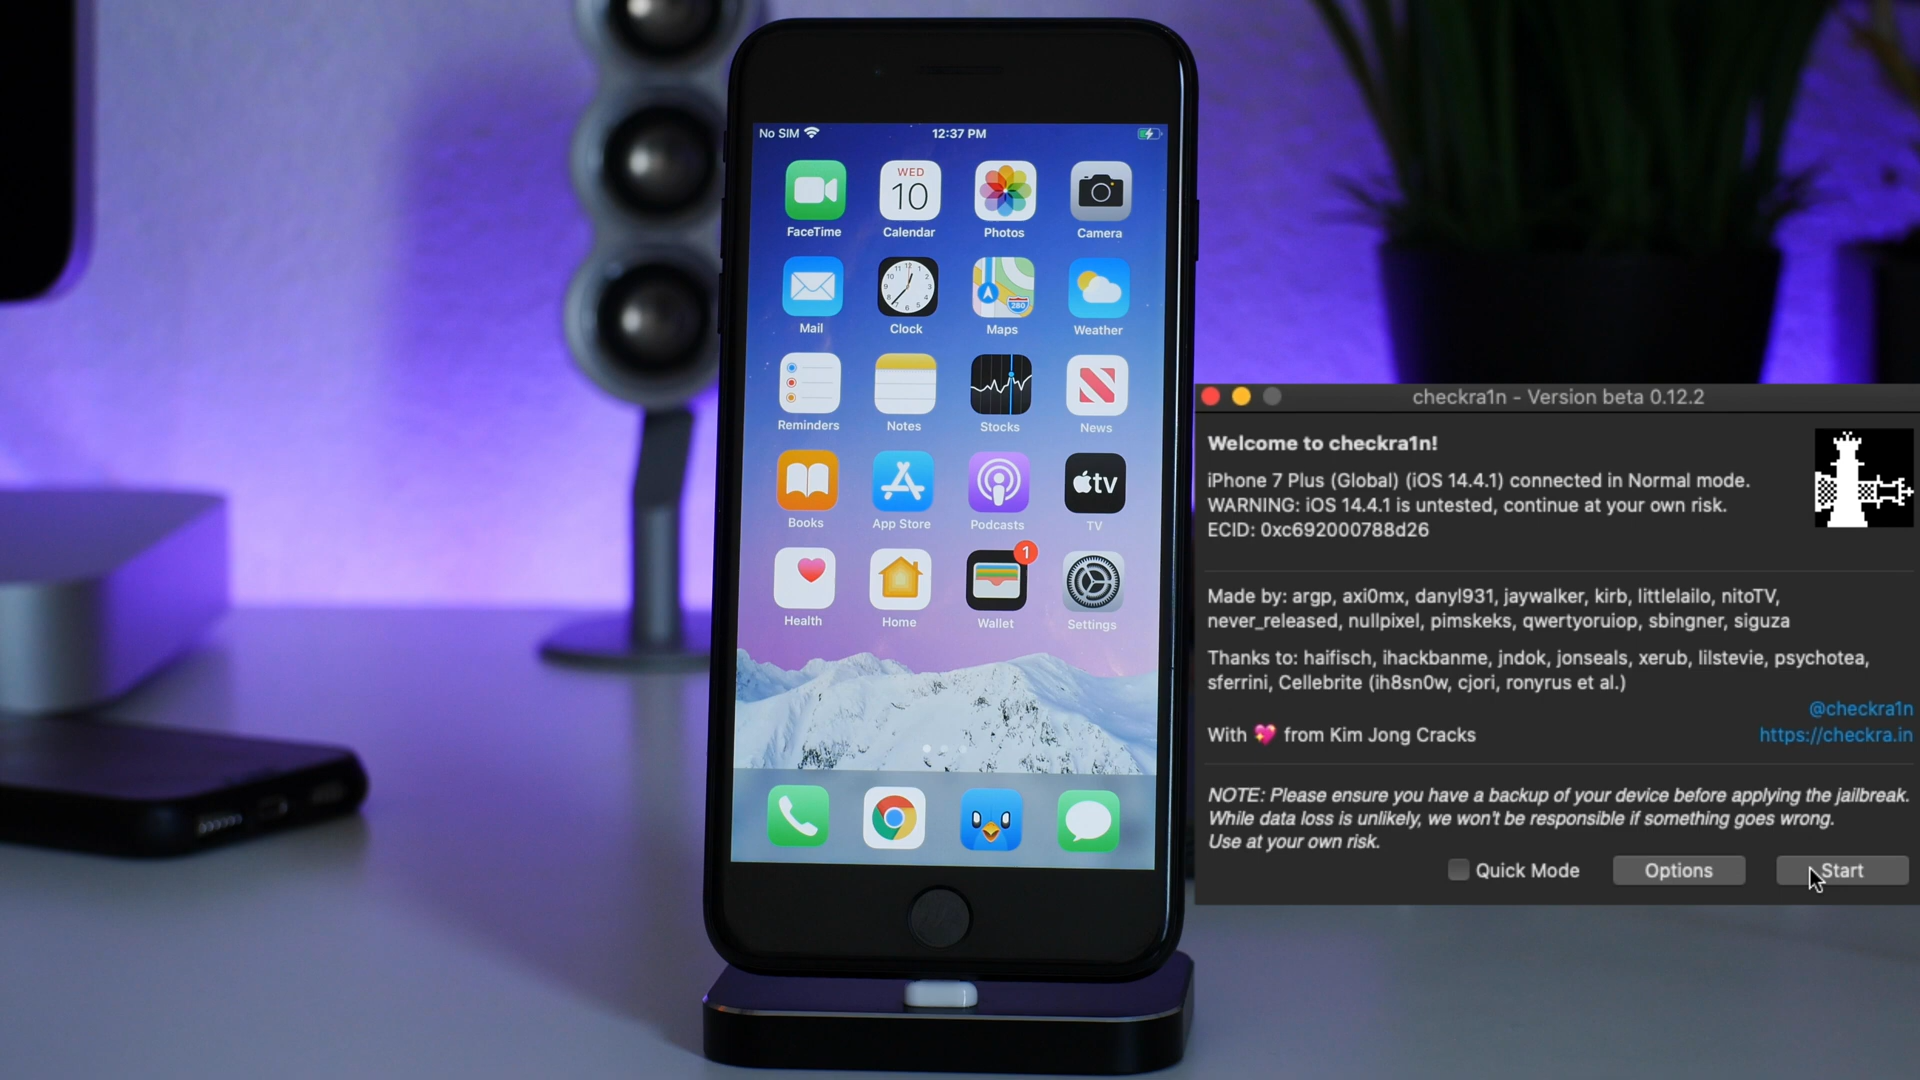 No SIM
12:37 PM
WED
10
FaceTime
Calendar
Photos
Camera
280
Mail
Clock
Maps
Weather
Reminders
Notes
Stocks
News
tv
Books
App Store
Podcasts
TV
1
Health
Home
Wallet
Settings
checkra1n - Version beta 0.12.2
Welcome to checkra1n!
iPhone 7 Plus (Global) (iOS 14.4.1) connected in Normal mode.
WARNING: iOS 14.4.1 is untested, continue at your own risk.
ECID: 0xc692000788d26
Made by: argp, axi0mx, danyl931, jaywalker, kirb, littlelailo, nitoTV,
never_released, nullpixel, pimskeks, qwertyoruiop, sbingner, siguza
Thanks to: haifisch, ihackbanme, jndok, jonseals, xerub, lilstevie, psychotea,
sferrini, Cellebrite (ih8sn0w, cjori, ronyrus et al.)
@checkra1n
With 💖 from Kim Jong Cracks
https://checkra.in
NOTE: Please ensure you have a backup of your device before applying the jailbreak.
While data loss is unlikely, we won't be responsible if something goes wrong.
Use at your own risk.
Quick Mode
Options
Start